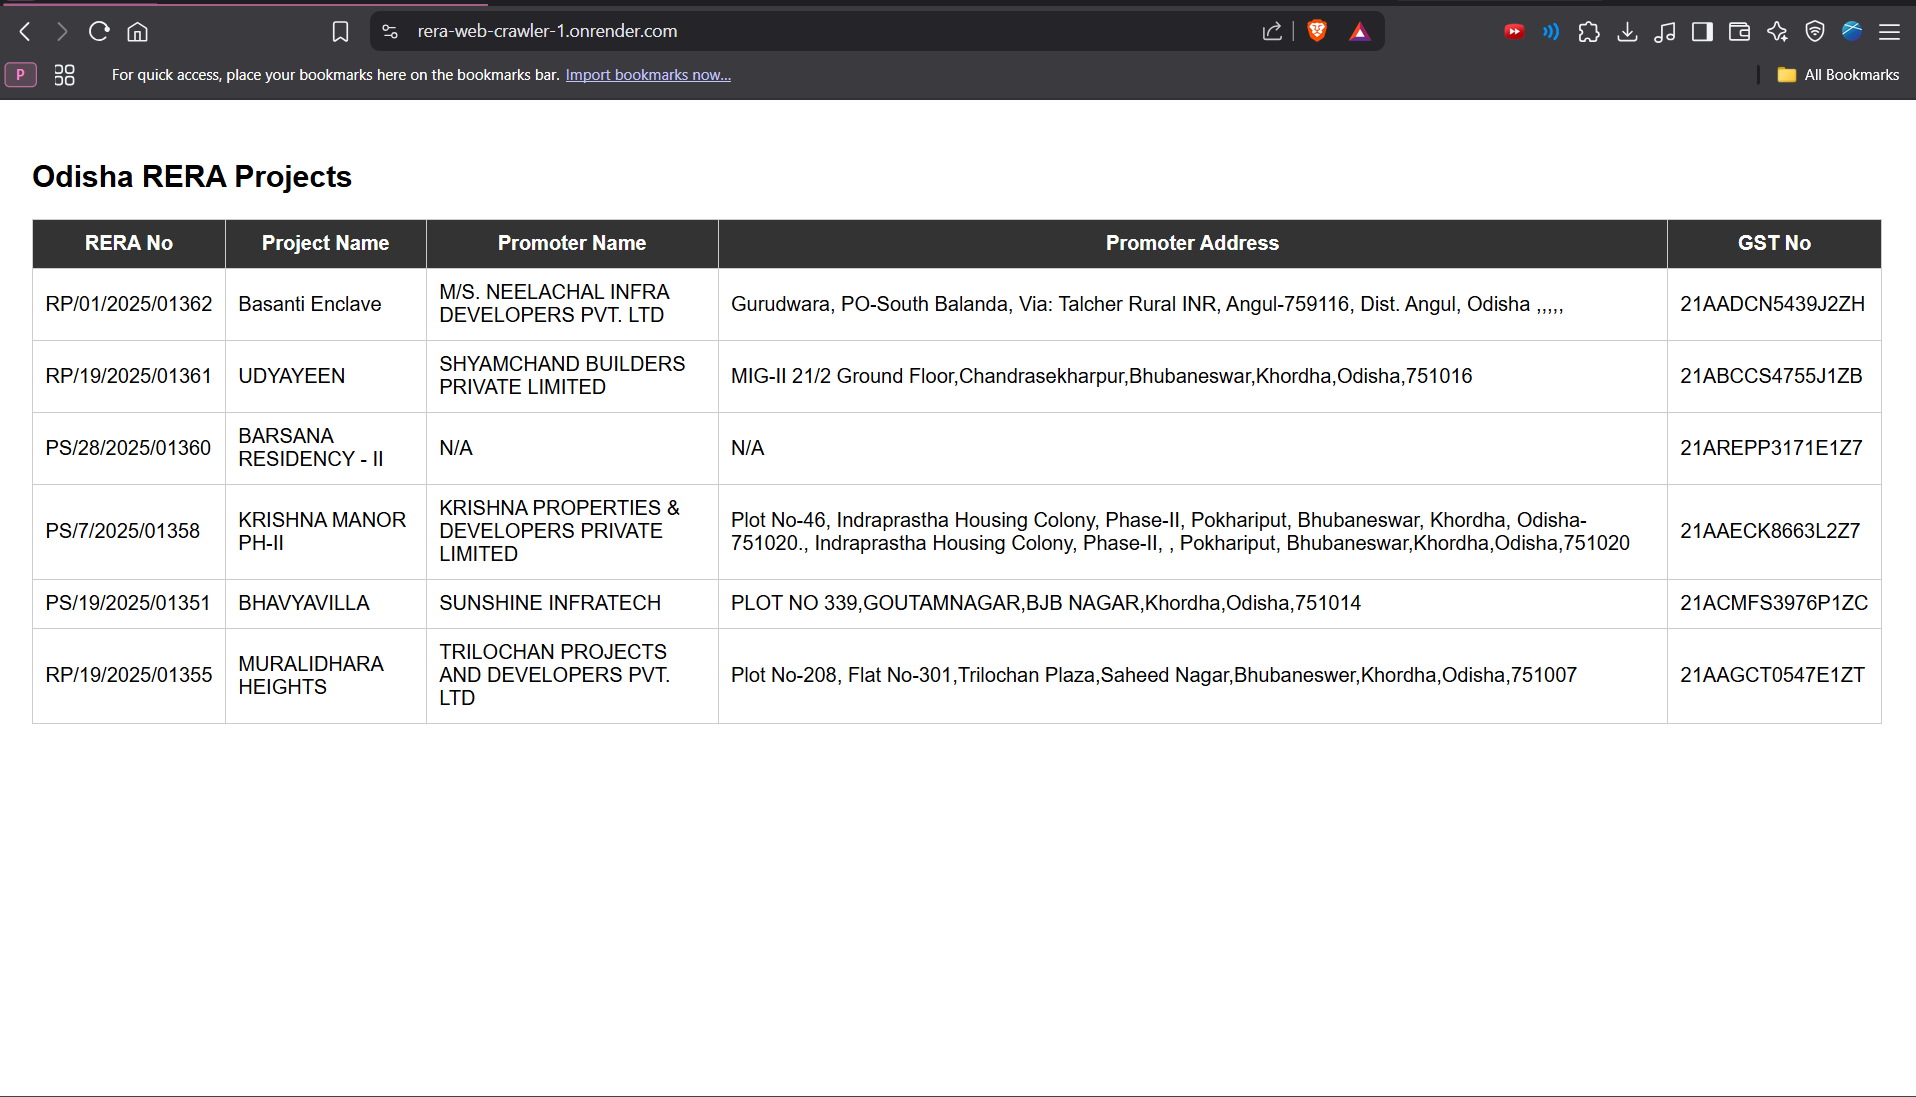 rera-web-crawler-1.onrender.com
P
For quick access, place your bookmarks here on the bookmarks bar. Import bookmarks now...
All Bookmarks
Odisha RERA Projects
RERA No Project Name Promoter Name Promoter Address GST No
RP/01/2025/01362 Basanti Enclave M/S. NEELACHAL INFRA
DEVELOPERS PVT. LTD Gurudwara, PO-South Balanda, Via: Talcher Rural INR, Angul-759116, Dist. Angul, Odisha ,,,,, 21AADCN5439J2ZH
RP/19/2025/01361 UDYAYEEN SHYAMCHAND BUILDERS
PRIVATE LIMITED MIG-II 21/2 Ground Floor,Chandrasekharpur,Bhubaneswar,Khordha,Odisha,751016 21ABCCS4755J1ZB
PS/28/2025/01360 BARSANA
RESIDENCY - II N/A N/A 21AREPP3171E1Z7
PS/7/2025/01358 KRISHNA MANOR
PH-II KRISHNA PROPERTIES &
DEVELOPERS PRIVATE
LIMITED Plot No-46, Indraprastha Housing Colony, Phase-II, Pokhariput, Bhubaneswar, Khordha, Odisha-
751020., Indraprastha Housing Colony, Phase-II, , Pokhariput, Bhubaneswar,Khordha,Odisha,751020 21AAECK8663L2Z7
PS/19/2025/01351 BHAVYAVILLA SUNSHINE INFRATECH PLOT NO 339,GOUTAMNAGAR,BJB NAGAR,Khordha,Odisha,751014 21ACMFS3976P1ZC
RP/19/2025/01355 MURALIDHARA
HEIGHTS TRILOCHAN PROJECTS
AND DEVELOPERS PVT.
LTD Plot No-208, Flat No-301,Trilochan Plaza,Saheed Nagar,Bhubaneswer,Khordha,Odisha,751007 21AAGCT0547E1ZT